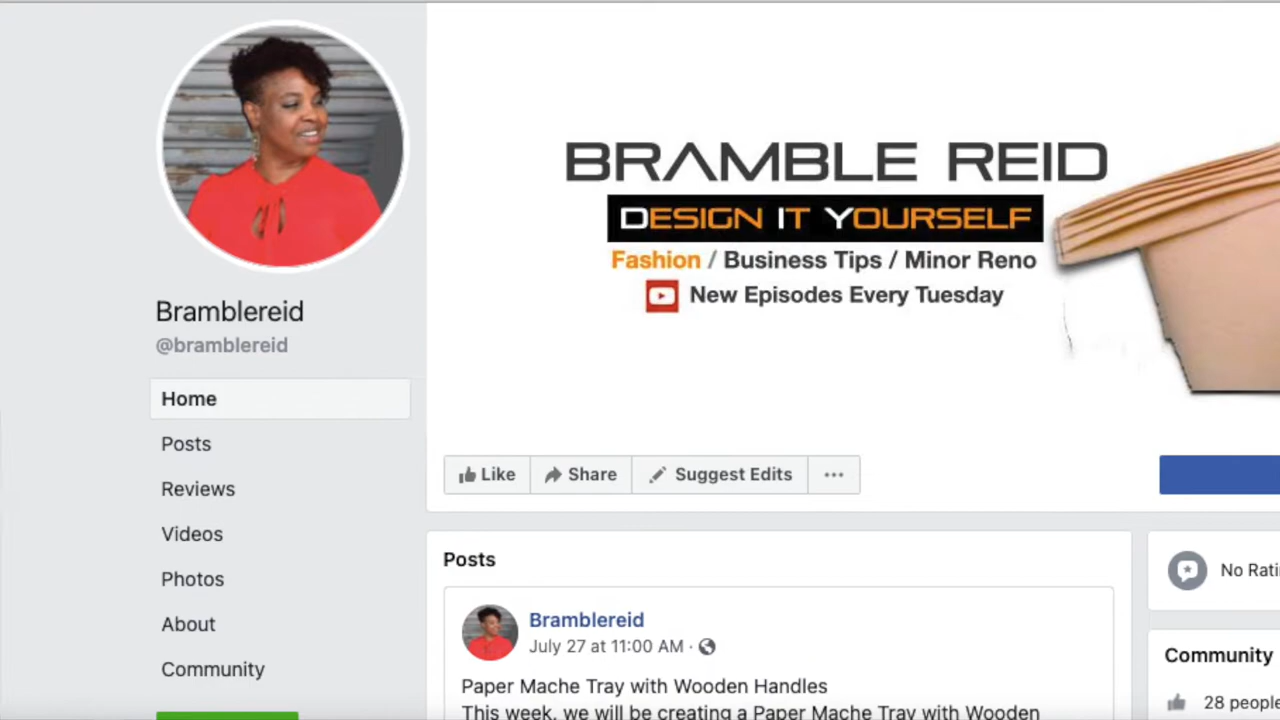 Bramblereid
@bramblereid
Home
Posts
Reviews
Videos
Photos
About
Community
BRAMBLE REID
DESIGN IT YOURSELF
Fashion / Business Tips / Minor Reno
New Episodes Every Tuesday
Like Share Suggest Edits ...
Posts
Bramblereid
July 27 at 11:00 AM ·
Paper Mache Tray with Wooden Handles
This week, we will be creating a Paper Mache Tray with Wooden
No
Community
28 people